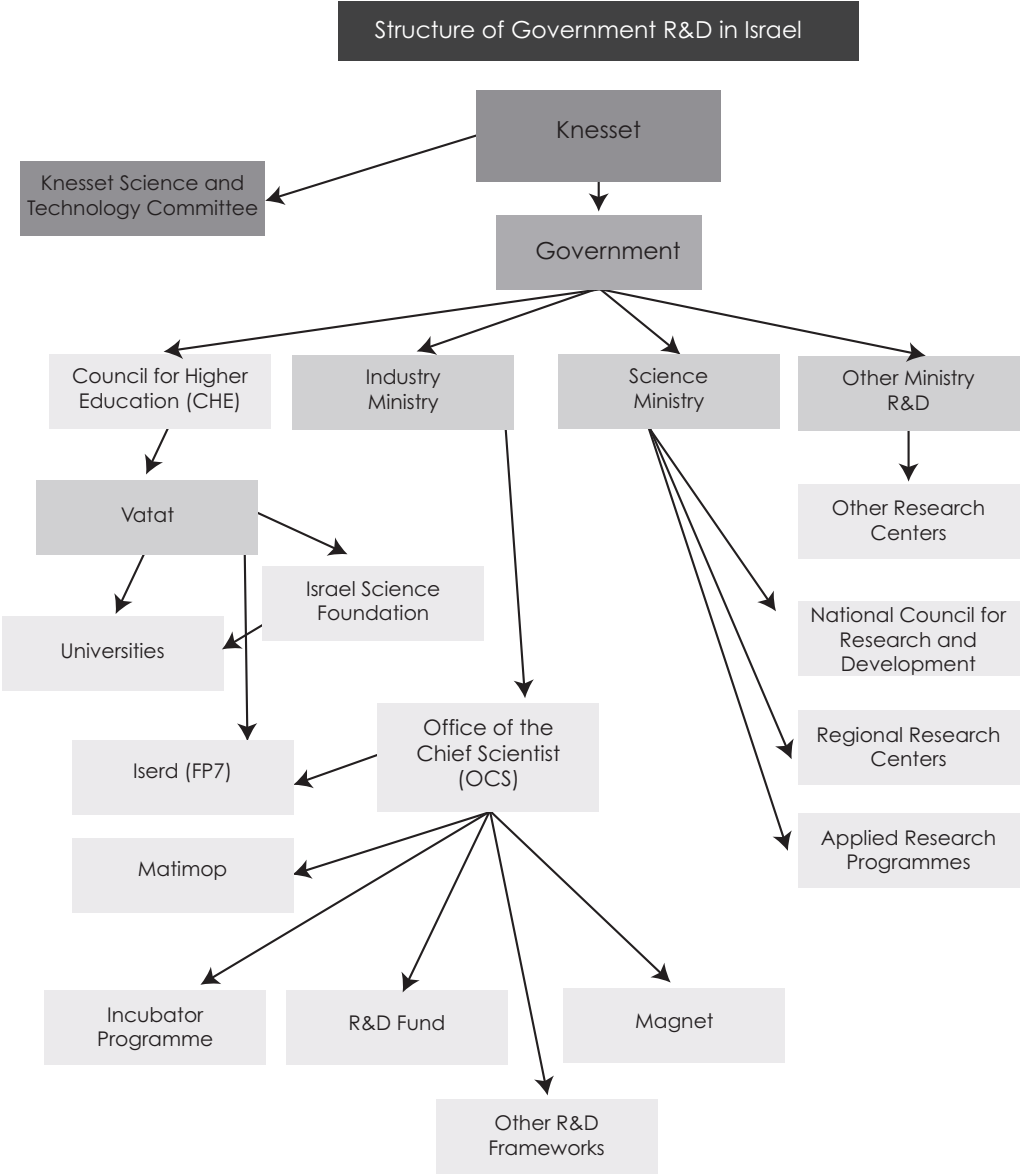 Structure of Government R&D in Israel
Knesset
Knesset Science and
Technology Committee
Government
Council for Higher
Education (CHE)
Industry
Ministry
Science
Ministry
Other Ministry
R&D
Vatat
Other Research
Centers
Israel Science
Foundation
Universities
National Council for
Research and
Development
Office of the
Chief Scientist
(OCS)
Regional Research
Centers
Iserd (FP7)
Matimop
Applied Research
Programmes
Incubator
Programme
R&D Fund
Magnet
Other R&D
Frameworks